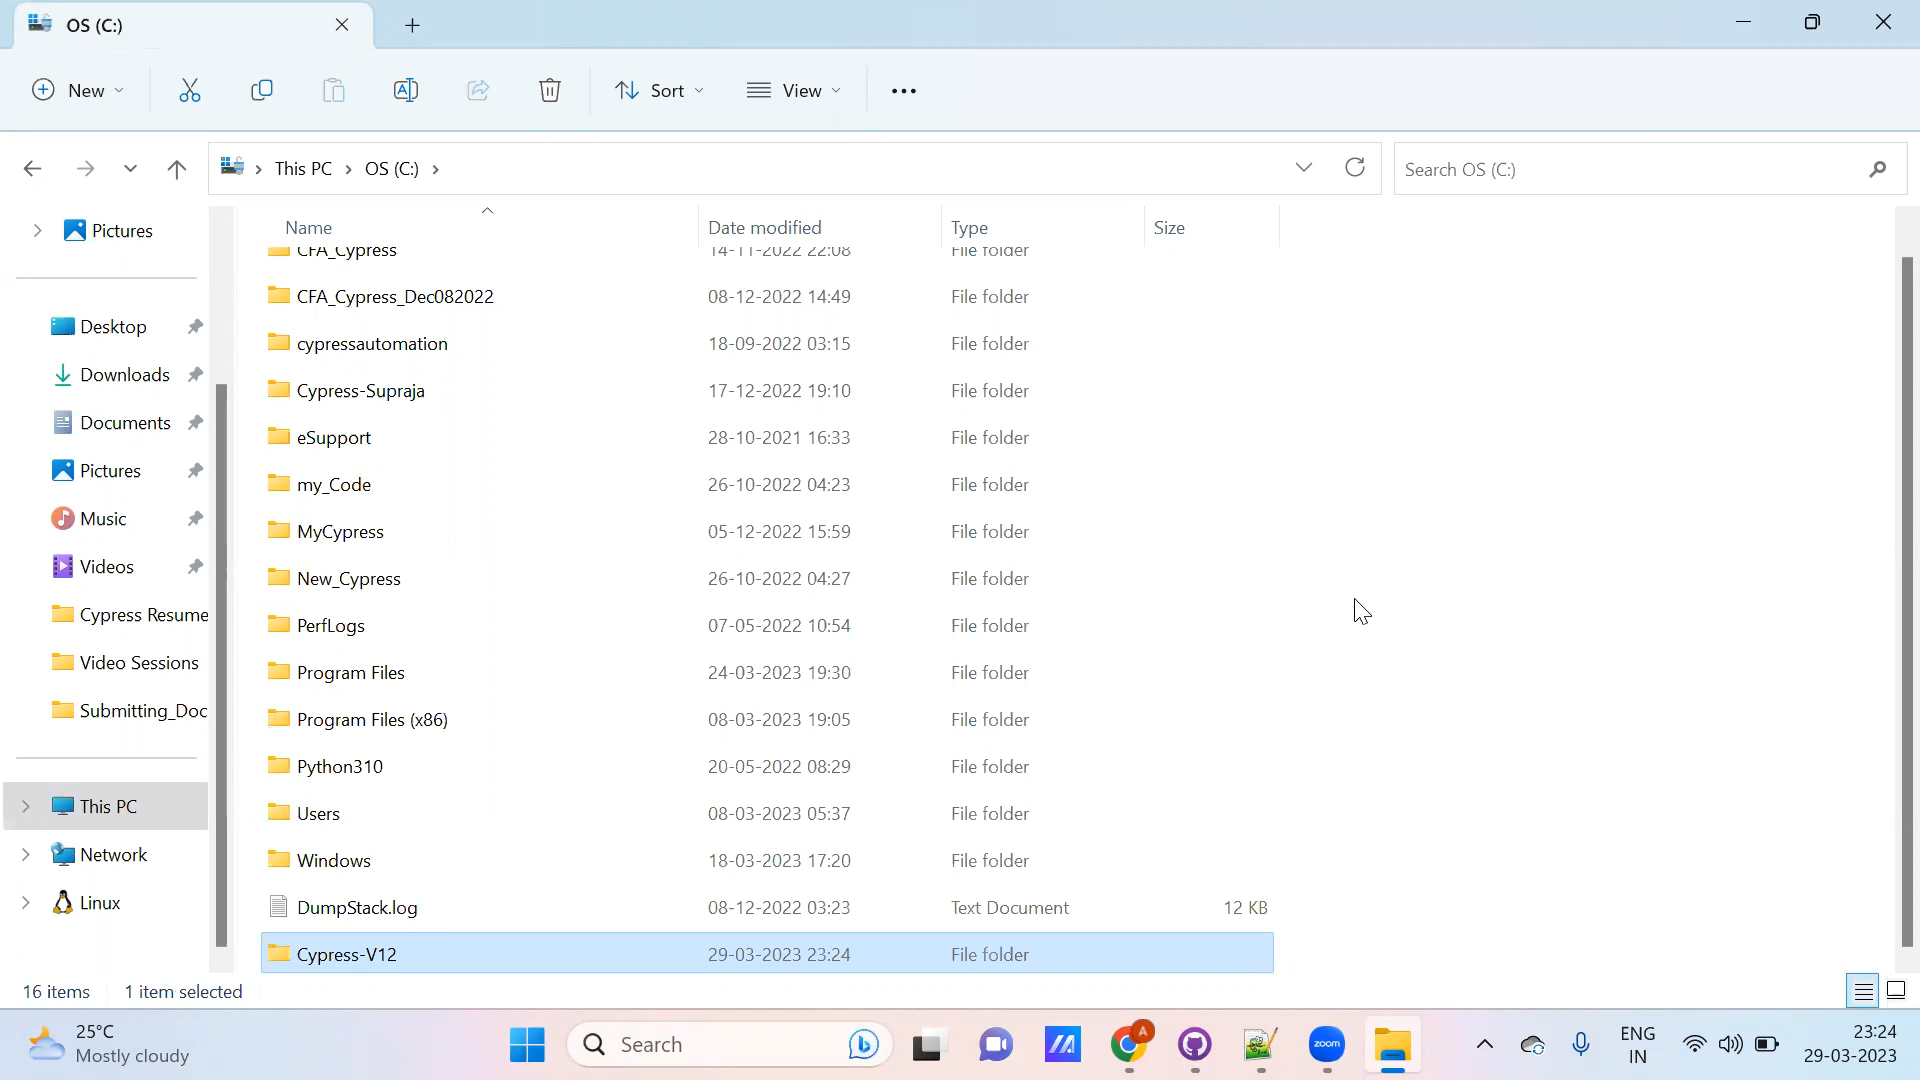 OS (C:)
New
Sort
View
This PC
OS (C:)
Search OS (C:)
Name
Date modified
Type
Size
CFA_Cypress 14-11-2022 22:08 File folder
CFA_Cypress_Dec082022 08-12-2022 14:49 File folder
cypressautomation 18-09-2022 03:15 File folder
Cypress-Supraja 17-12-2022 19:10 File folder
eSupport 28-10-2021 16:33 File folder
my_Code 26-10-2022 04:23 File folder
MyCypress 05-12-2022 15:59 File folder
New_Cypress 26-10-2022 04:27 File folder
PerfLogs 07-05-2022 10:54 File folder
Program Files 24-03-2023 19:30 File folder
Program Files (x86) 08-03-2023 19:05 File folder
Python310 20-05-2022 08:29 File folder
Users 08-03-2023 05:37 File folder
Windows 18-03-2023 17:20 File folder
DumpStack.log 08-12-2022 03:23 Text Document 12 KB
Cypress-V12 29-03-2023 23:24 File folder
Pictures
Desktop
Downloads
Documents
Pictures
Music
Videos
Cypress Resume
Video Sessions
Submitting_Doc
This PC
Network
Linux
16 items
1 item selected
25°C
Mostly cloudy
Search
A
zoom
ENG
IN
23:24
29-03-2023